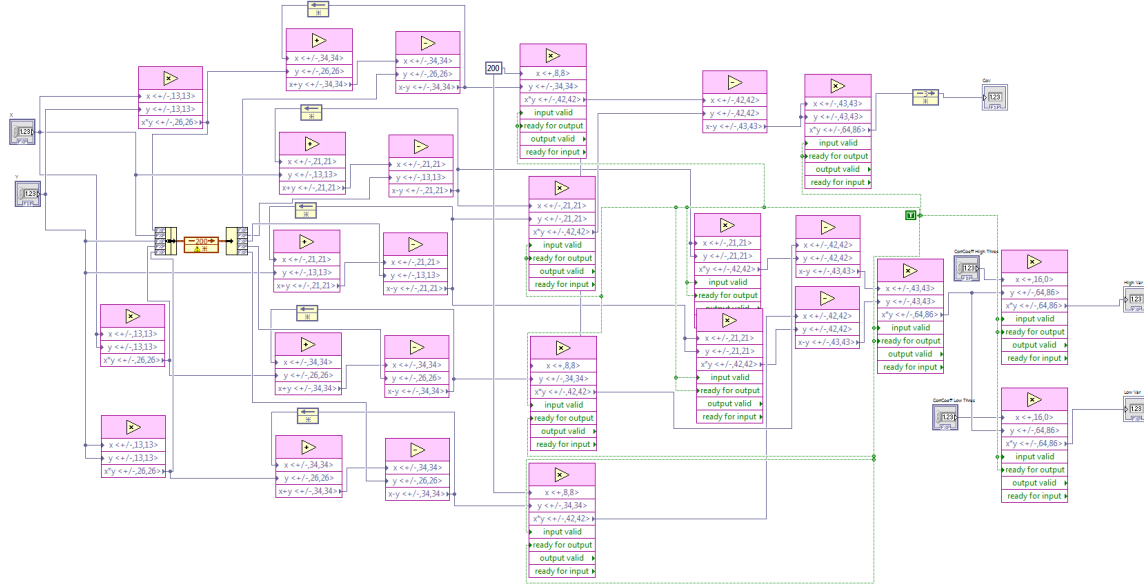 X
123
Y
123
x <+/-,13,13>
y <+/-,13,13>
x*y <+/-,26,26>
x <+/-,34,34>
y <+/-,26,26>
x+y <+/-,34,34>
x <+/-,34,34>
y <+/-,26,26>
x-y <+/-,34,34>
x <+/-,21,21>
y <+/-,13,13>
x+y <+/-,21,21>
x <+/-,21,21>
y <+/-,13,13>
x-y <+/-,21,21>
200
x <+/-,21,21>
y <+/-,13,13>
x+y <+/-,21,21>
x <+/-,21,21>
y <+/-,13,13>
x-y <+/-,21,21>
x <+/-,13,13>
y <+/-,13,13>
x*y <+/-,26,26>
x <+/-,34,34>
y <+/-,26,26>
x+y <+/-,34,34>
x <+/-,34,34>
y <+/-,26,26>
x-y <+/-,34,34>
x <+/-,13,13>
y <+/-,13,13>
x*y <+/-,26,26>
x <+/-,34,34>
y <+/-,26,26>
x+y <+/-,34,34>
x <+/-,34,34>
y <+/-,26,26>
x-y <+/-,34,34>
200
x <+,8,8>
y <+/-,34,34>
x*y <+/-,42,42>
input valid
ready for output
output valid
ready for input
x <+/-,21,21>
y <+/-,21,21>
x*y <+/-,42,42>
input valid
ready for output
output valid
x <+,8,8>
y <+/-,34,34>
x*y <+/-,42,42>
input valid
ready for output
output valid
ready for input
x <+,8,8>
y <+/-,34,34>
x*y <+/-,42,42>
input valid
ready for output
output valid
ready for input
x <+/-,42,42>
y <+/-,42,42>
x-y <+/-,43,43>
x <+/-,43,43>
y <+/-,43,43>
x*y <+/-,64,86>
input valid
ready for output
output valid
ready for input
-3
Cov
123
x <+/-,21,21>
y <+/-,21,21>
x*y <+/-,42,42>
input valid
ready for output
x <+/-,21,21>
y <+/-,21,21>
x*y <+/-,42,42>
input valid
ready for output
output valid
ready for input
x <+/-,42,42>
y <+/-,42,42>
x-y <+/-,43,43>
x <+/-,42,42>
y <+/-,42,42>
x-y <+/-,43,43>
T
x <+/-,43,43>
y <+/-,43,43>
x*y <+/-,64,86>
input valid
ready for output
output valid
ready for input
123
x <+,16,0>
y <+/-,64,86>
x*y <+/-,64,86>
input valid
ready for output
output valid
ready for input
High Var
123
123
x <+,16,0>
y <+/-,64,86>
x*y <+/-,64,86>
input valid
ready for output
output valid
ready for input
Low Var
123